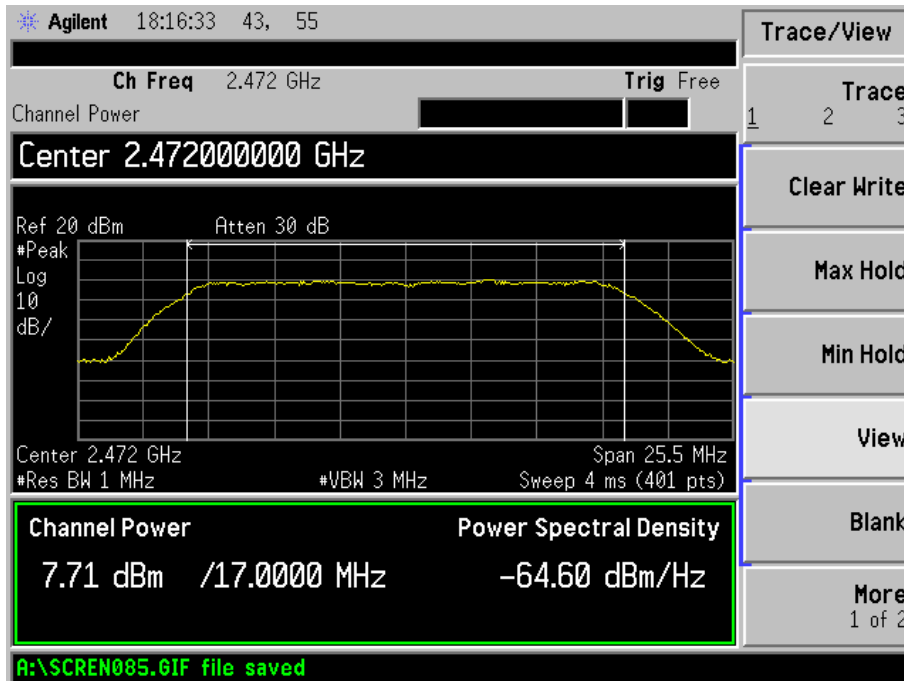 Agilent 18:16:33 43, 55
Trace/View
Ch Freq 2.472 GHz Trig Free
Channel Power
Trace
1 2 3
Center 2.472000000 GHz
Clear Write
Ref 20 dBm Atten 30 dB
#Peak
Log
10
dB/
Max Hold
Min Hold
Center 2.472 GHz Span 25.5 MHz
#Res BW 1 MHz #VBW 3 MHz Sweep 4 ms (401 pts)
View
Channel Power Power Spectral Density
7.71 dBm /17.0000 MHz -64.60 dBm/Hz
Blank
More
1 of 2
A:\SCREN085.GIF file saved